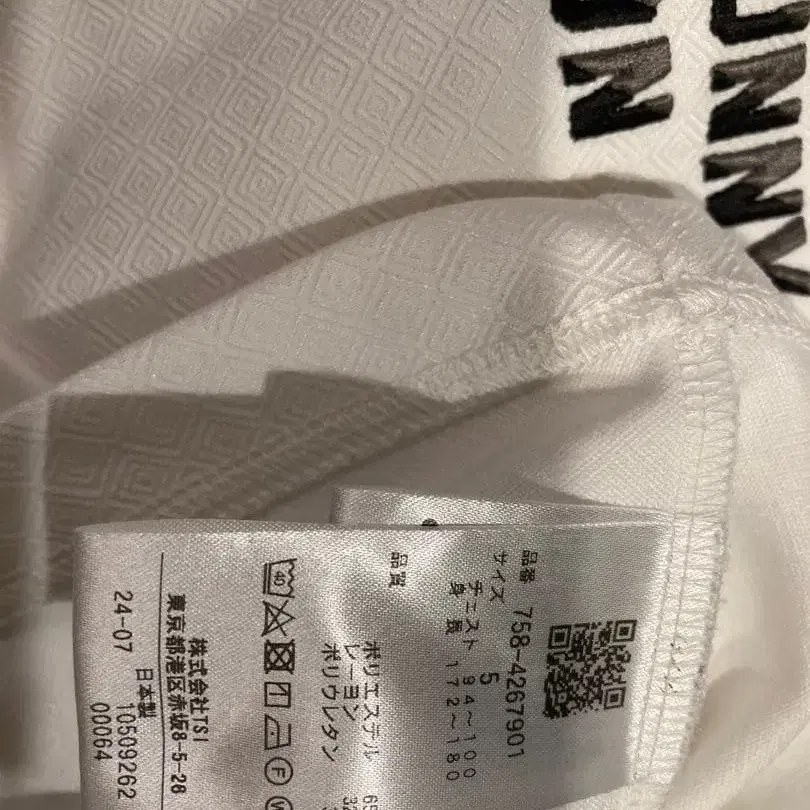 品番 758-4267901
サイズ 5
チェスト 94～100
身長 172～180
品質
ポリエステル 65
レーヨン
ポリウレタン
40
F
W
株式会社TSI
東京都港区赤坂8-5-28
日本製
24-07 10509262
00064